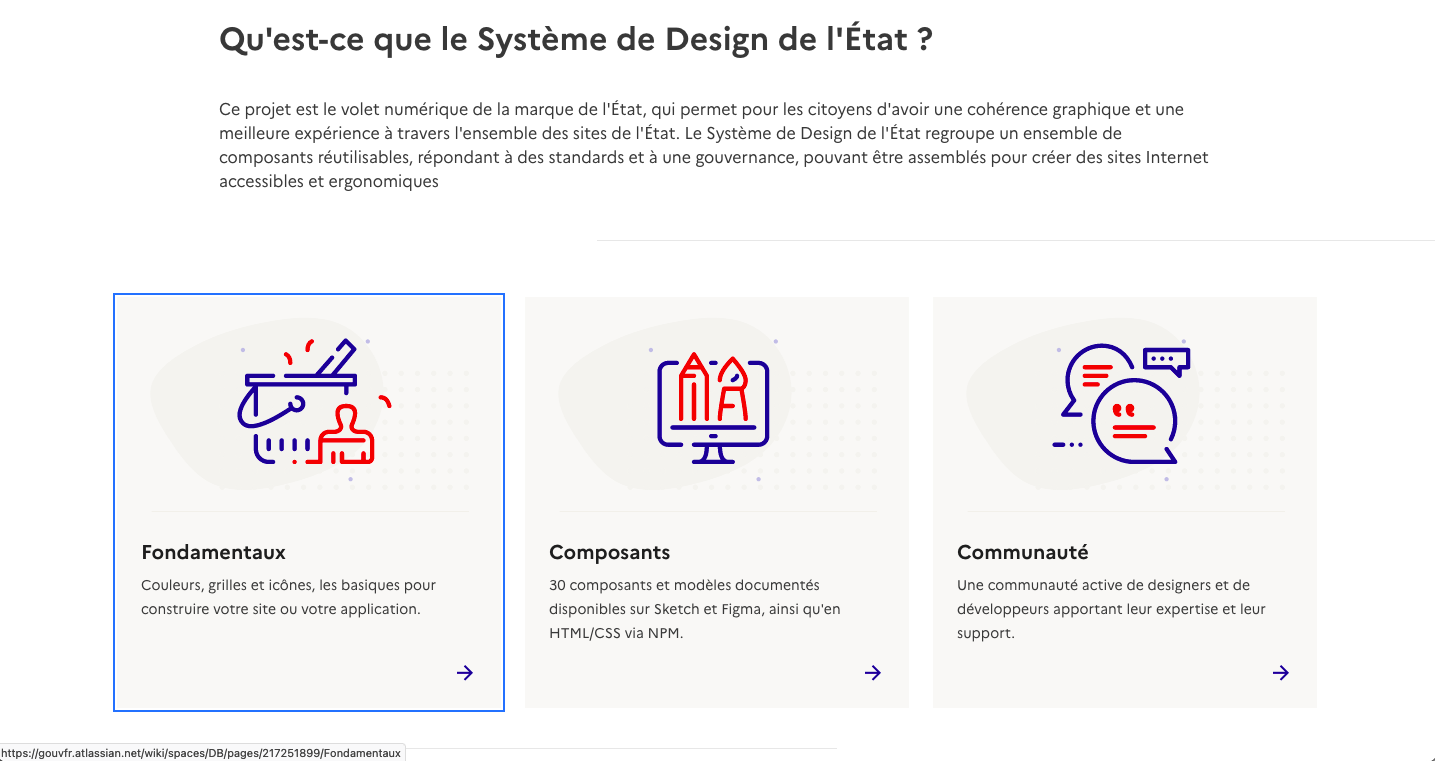 Qu'est-ce que le Système de Design de l'État ?
Ce projet est le volet numérique de la marque de l'État, qui permet pour les citoyens d'avoir une cohérence graphique et une
meilleure expérience à travers l'ensemble des sites de l'État. Le Système de Design de l'État regroupe un ensemble de
composants réutilisables, répondant à des standards et à une gouvernance, pouvant être assemblés pour créer des sites Internet
accessibles et ergonomiques
Fondamentaux
Couleurs, grilles et icônes, les basiques pour
construire votre site ou votre application.
Composants
30 composants et modèles documentés
disponibles sur Sketch et Figma, ainsi qu'en
HTML/CSS via NPM.
Communauté
Une communauté active de designers et de
développeurs apportant leur expertise et leur
support.
https://gouvfr.atlassian.net/wiki/spaces/DB/pages/217251899/Fondamentaux